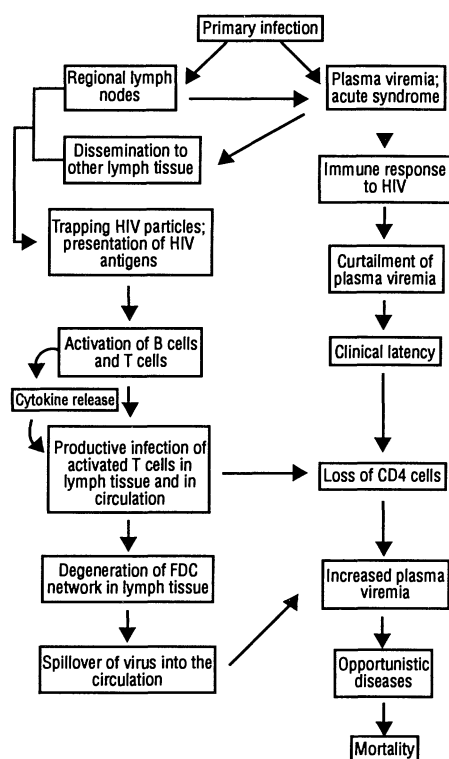 Primary infection
Regional lymph
nodes
Plasma viremia;
acute syndrome
Dissemination to
other lymph tissue
Immune response
to HIV
Trapping HIV particles;
presentation of HIV
antigens
Curtailment of
plasma viremia
Activation of B cells
and T cells
Clinical latency
Cytokine release
Productive infection of
activated T cells in
lymph tissue and in
circulation
Loss of CD4 cells
Degeneration of FDC
network in lymph tissue
Increased plasma
viremia
Spillover of virus into the
circulation
Opportunistic
diseases
Mortality